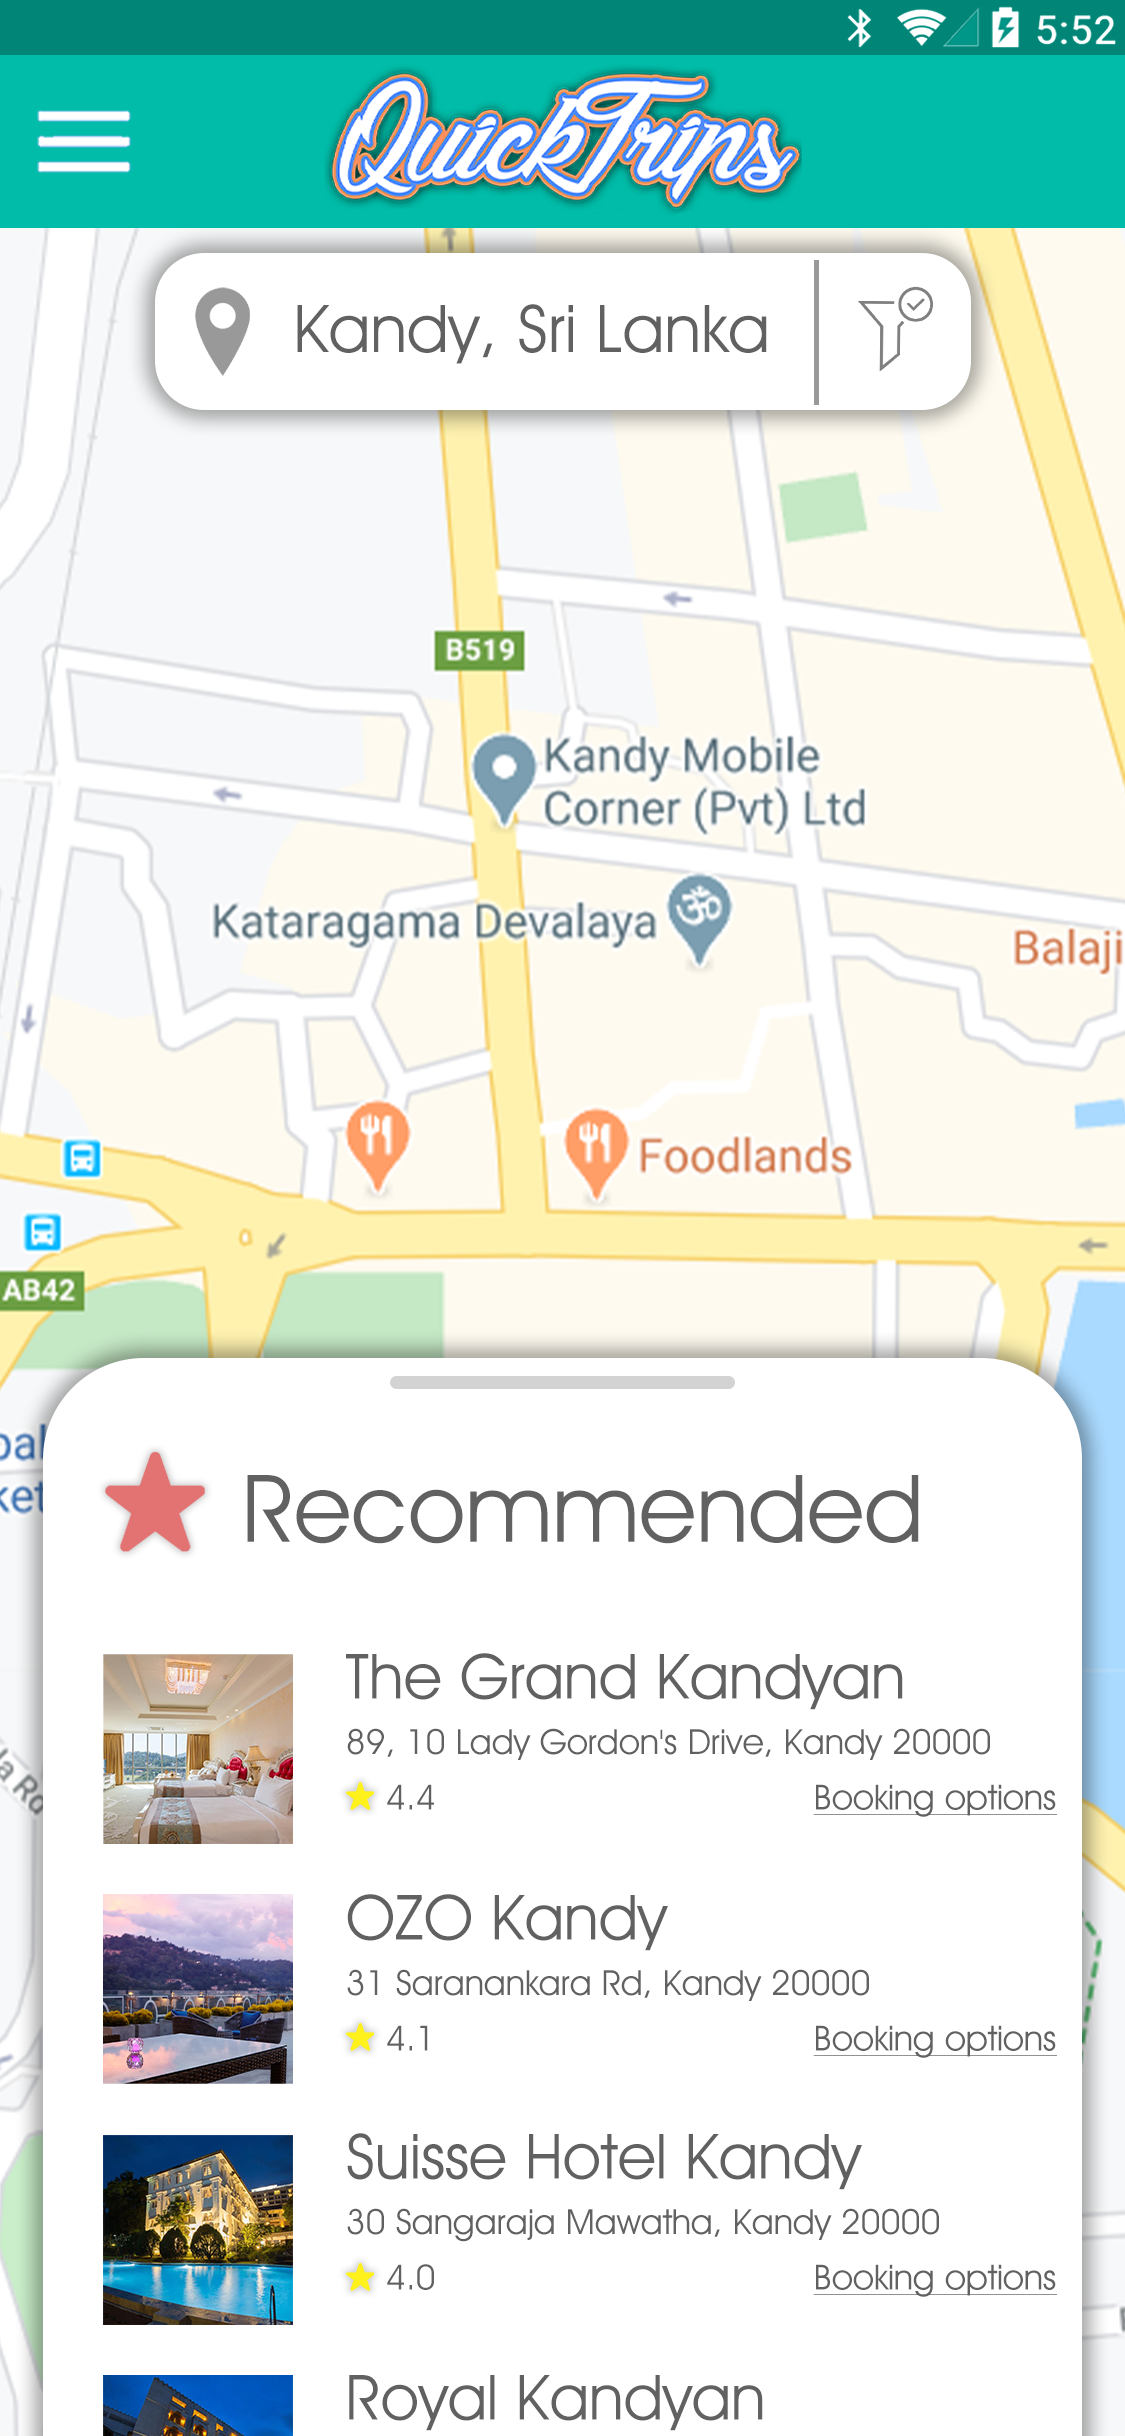 5:52
QuickTrips
Kandy, Sri Lanka
B519
Kandy Mobile
Corner (Pvt) Ltd
Kataragama Devalaya
Balaji
Foodlands
AB42
Recommended
The Grand Kandyan
89, 10 Lady Gordon's Drive, Kandy 20000
4.4 Booking options
OZO Kandy
31 Saranankara Rd, Kandy 20000
4.1 Booking options
Suisse Hotel Kandy
30 Sangaraja Mawatha, Kandy 20000
4.0 Booking options
Royal Kandyan